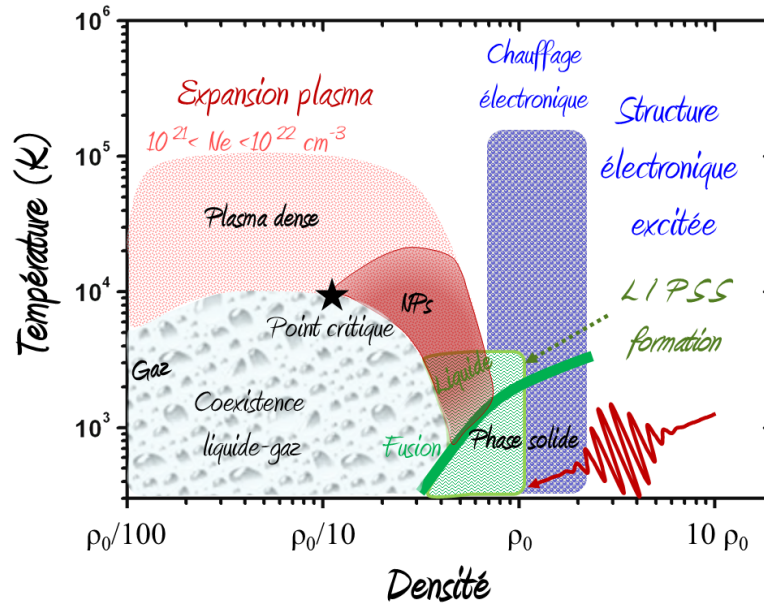 10⁶
10⁵
10⁴
10³
Température (K)
Expansion plasma
10²¹< Ne <10²² cm⁻³
Plasma dense
Chauffage
électronique
Structure
électronique
excitée
NPs
Point critique
LIPSS
formation
Gaz
Liquide
Coexistence
liquide-gaz
Fusion
Phase solide
ρ₀/100
ρ₀/10
ρ₀
10 ρ₀
Densité